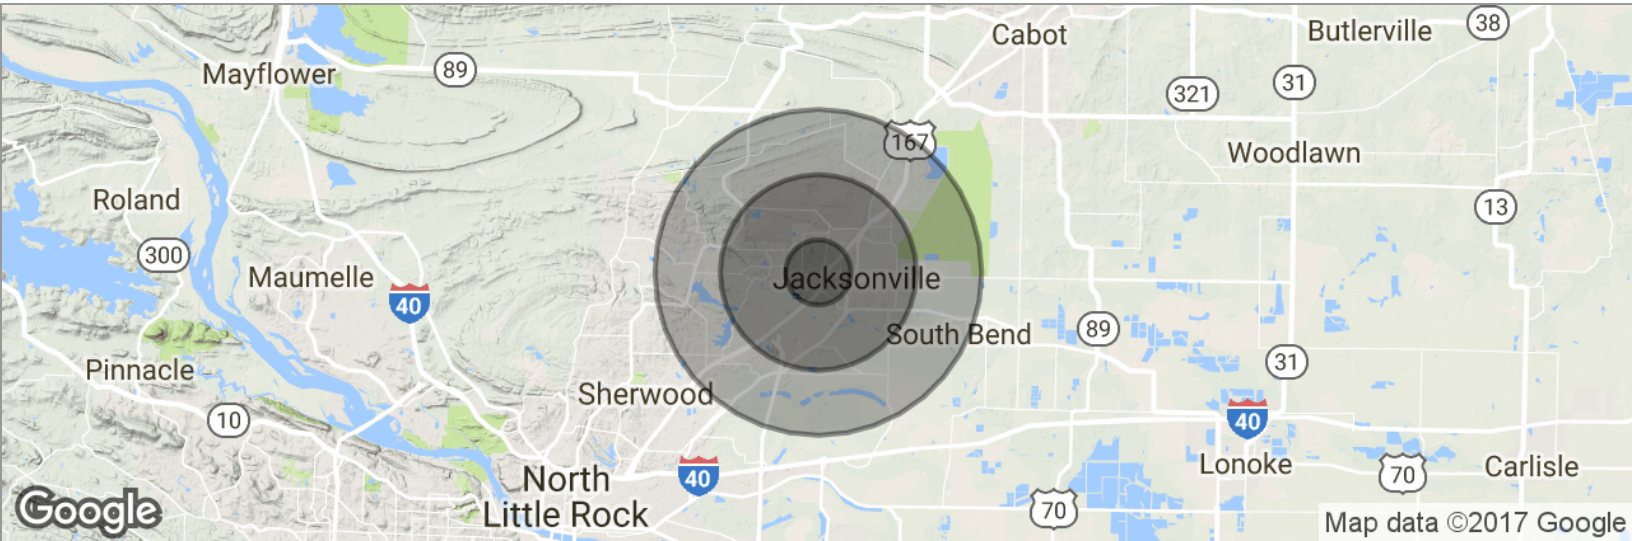 Cabot
Butlerville
38
Mayflower
89
31
321
167
Woodlawn
Roland
13
300
Maumelle
40
Jacksonville
South Bend
89
31
Pinnacle
Sherwood
10
40
Lonoke
70
Carlisle
North
Little Rock
40
70
Google
Map data ©2017 Google